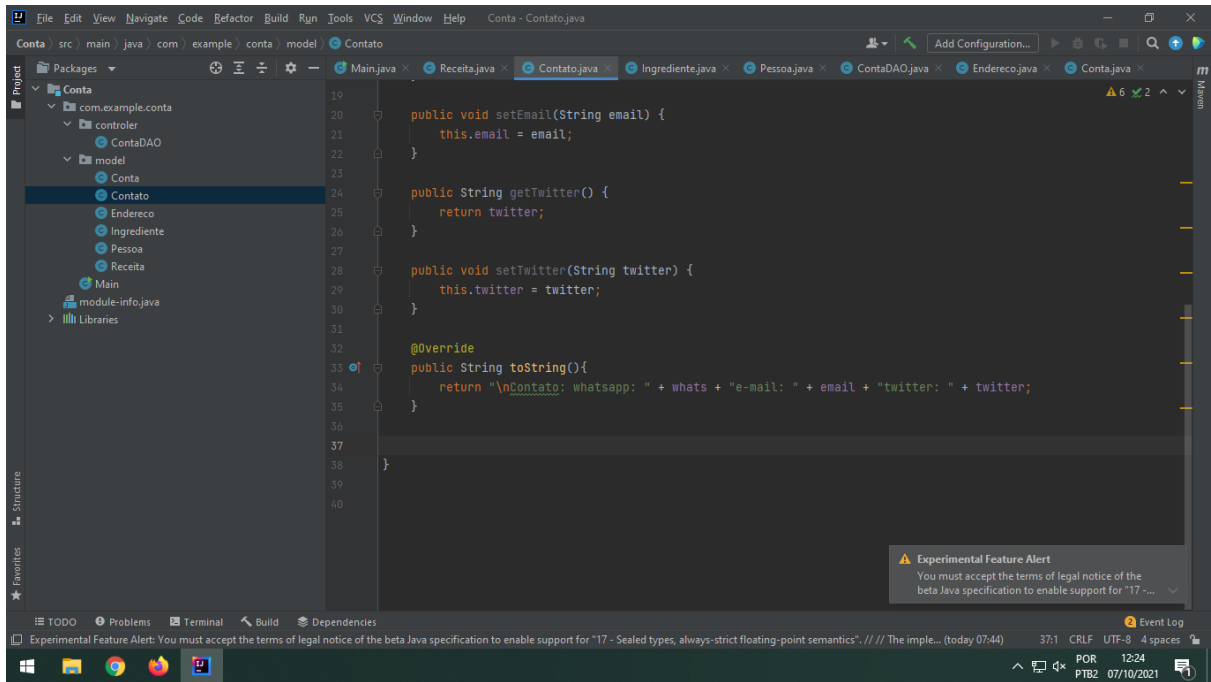 File Edit View Navigate Code Refactor Build Run Tools VCS Window Help Conta - Contato.java
Conta src main java com example conta model Contato Add Configuration...
Packages Main.java Receita.java Contato.java Ingrediente.java Pessoa.java ContaDAO.java Endereco.java Conta.java
Project
Maven
6 2
Conta
com.example.conta
controler
ContaDAO
model
Conta
Contato
Endereco
Ingrediente
Pessoa
Receita
Main
module-info.java
Libraries
19
20 public void setEmail(String email) {
21 this.email = email;
22 }
23
24 public String getTwitter() {
25 return twitter;
26 }
27
28 public void setTwitter(String twitter) {
29 this.twitter = twitter;
30 }
31
32 @Override
33 public String toString(){
34 return "\nContato: whatsapp: " + whats + "e-mail: " + email + "twitter: " + twitter;
35 }
36
37
38 }
39
40
Structure
Favorites
Experimental Feature Alert
You must accept the terms of legal notice of the
beta Java specification to enable support for "17 -...
TODO Problems Terminal Build Dependencies 2 Event Log
Experimental Feature Alert: You must accept the terms of legal notice of the beta Java specification to enable support for "17 - Sealed types, always-strict floating-point semantics". // // The imple... (today 07:44) 37:1 CRLF UTF-8 4 spaces
POR 12:24
PTB2 07/10/2021
1